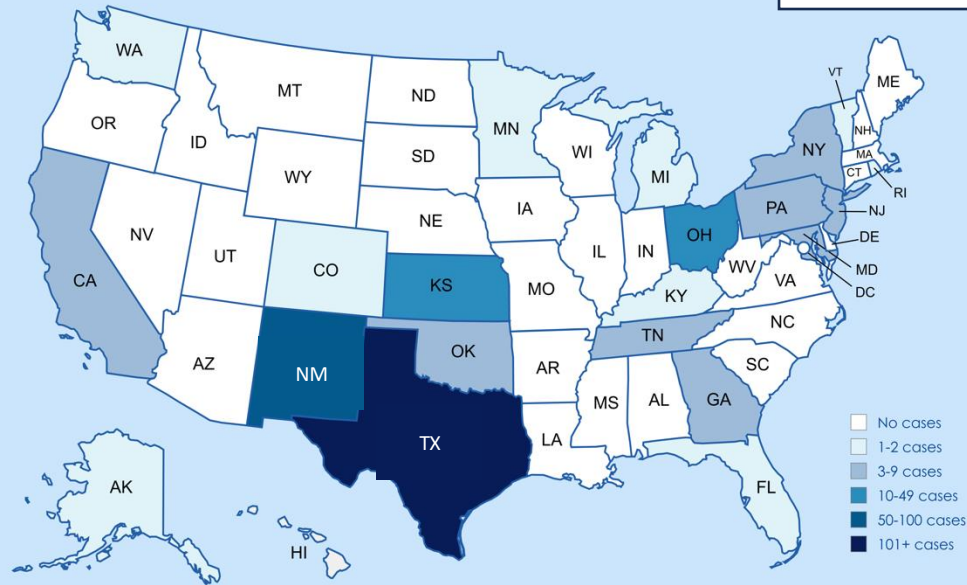 WA
MT
ND
MN
VT
ME
OR
ID
SD
WI
MI
NY
NH
MA
CT
RI
WY
IA
PA
NJ
NE
NV
UT
CO
IL
IN
OH
DE
WV
MD
DC
CA
KS
MO
KY
VA
AZ
NM
OK
TN
NC
AR
SC
MS
AL
GA
TX
LA
AK
HI
FL
No cases
1-2 cases
3-9 cases
10-49 cases
50-100 cases
101+ cases